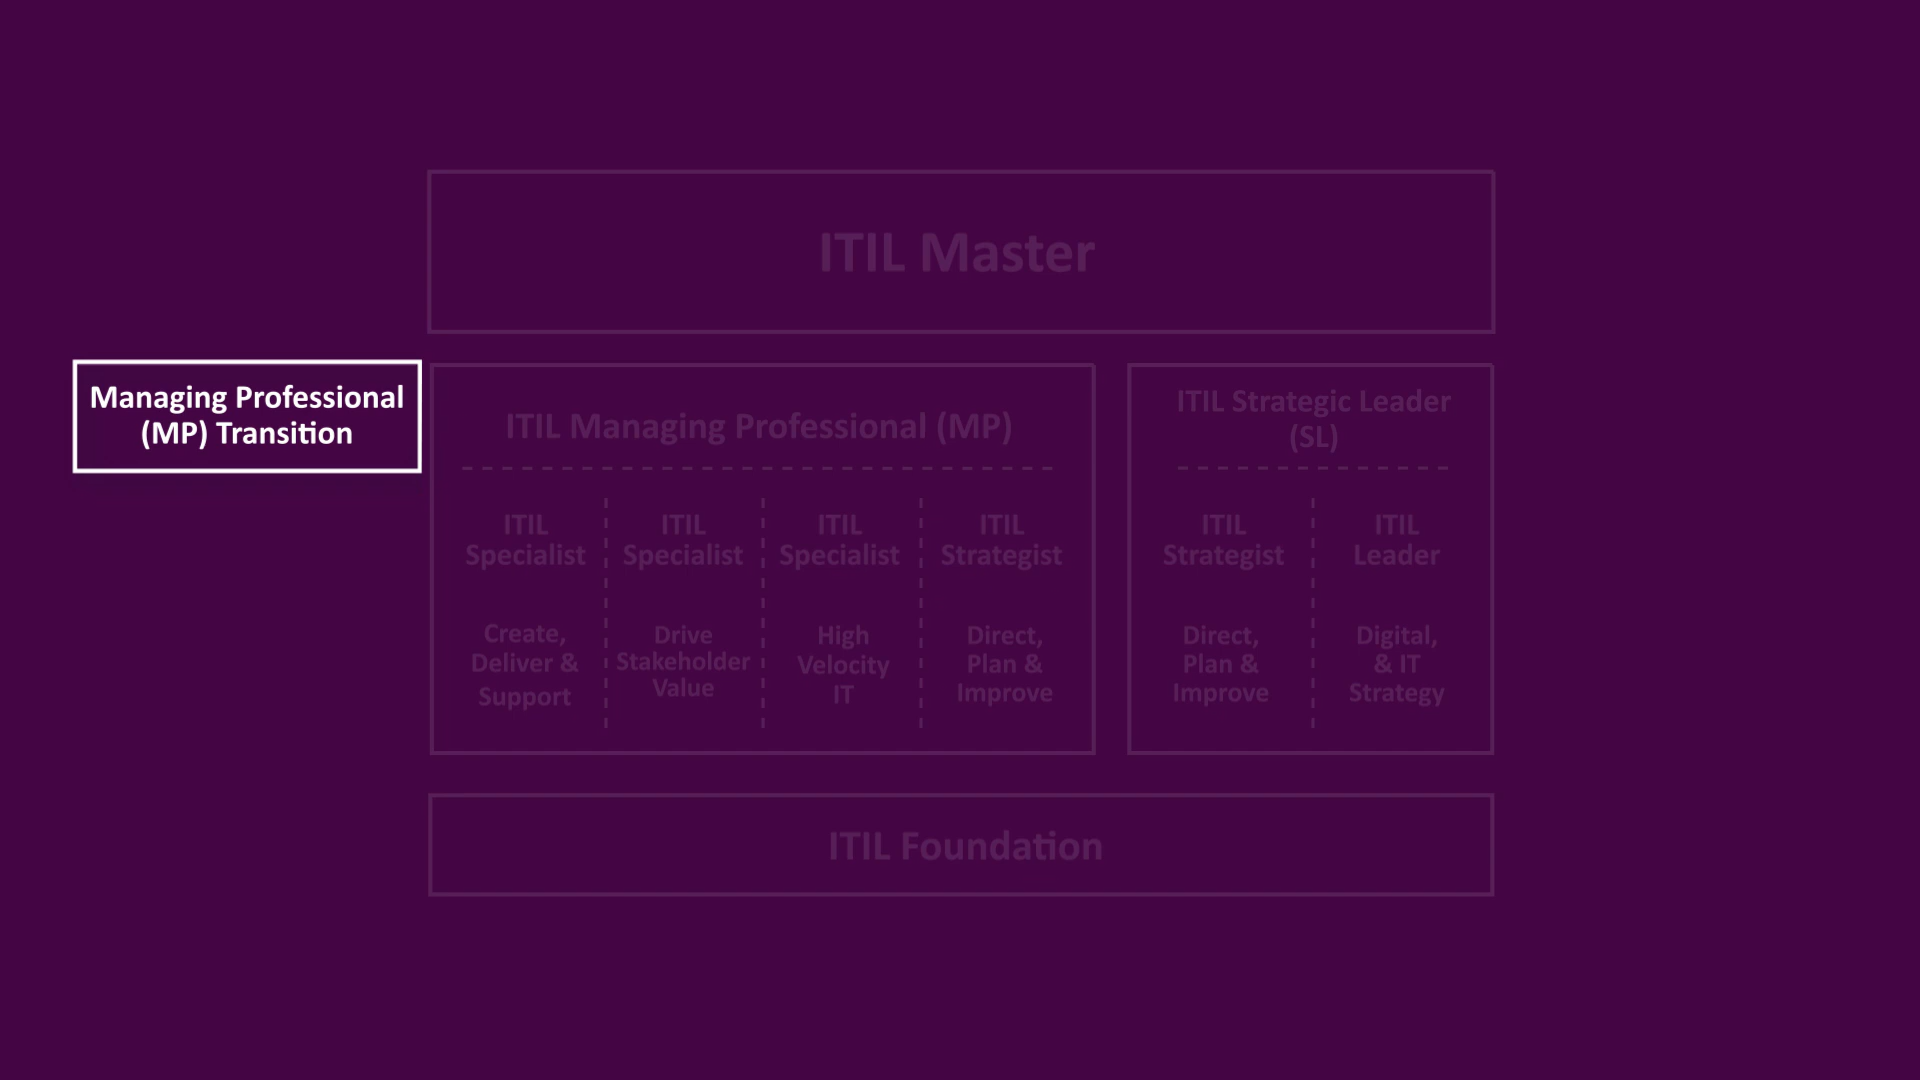 ITIL Master
Managing Professional
(MP) Transition
ITIL Managing Professional (MP)
ITIL
Specialist
Create,
Deliver &
Support
ITIL
Specialist
Drive
Stakeholder
Value
ITIL
Specialist
High
Velocity
IT
ITIL
Strategist
Direct,
Plan &
Improve
ITIL Strategic Leader
(SL)
ITIL
Strategist
Direct,
Plan &
Improve
ITIL
Leader
Digital,
& IT
Strategy
ITIL Foundation